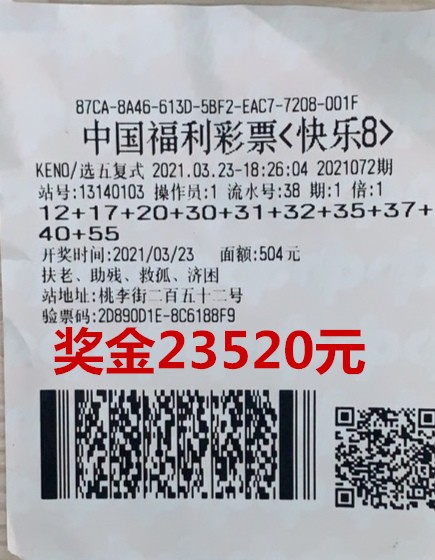 87CA-8A46-613D-5BF2-EAC7-7208-001F
中国福利彩票<快乐8>
KENO/选五复式 2021.03.23-18:26:04 2021072期
站号:13140103 操作员:1 流水号:38 期:1 倍:1
12+17+20+30+31+32+35+37+
40+55
开奖时间:2021/03/23 面额:504元
扶老、助残、救孤、济困
站地址:桃李街二百五十二号
验票码:2D890D1E-8C6188F9
奖金23520元